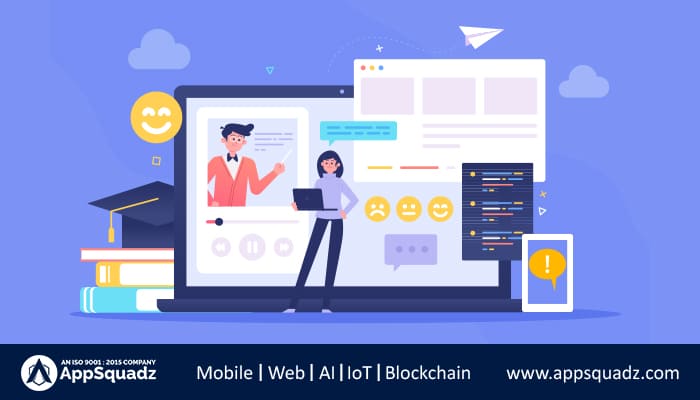 !
AN ISO 9001 : 2015 COMPANY
AppSquadz
Mobile | Web | AI | IoT | Blockchain
www.appsquadz.com